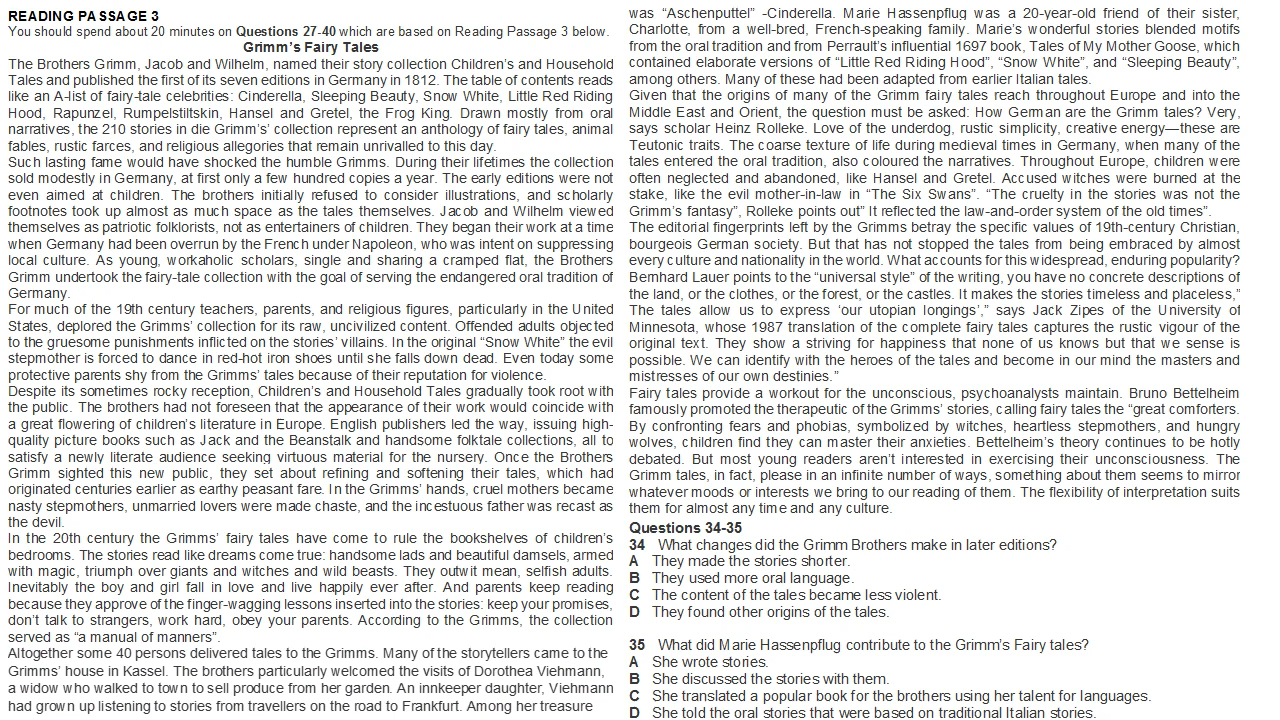 READING PASSAGE 3
You should spend about 20 minutes on Questions 27-40 which are based on Reading Passage 3 below.
Grimm's Fairy Tales
The Brothers Grimm, Jacob and Wilhelm, named their story collection Children's and Household
Tales and published the first of its seven editions in Germany in 1812. The table of contents reads
like an A-list of fairy-tale celebrities: Cinderella, Sleeping Beauty, Snow White, Little Red Riding
Hood, Rapunzel, Rumpelstiltskin, Hansel and Gretel, the Frog King. Drawn mostly from oral
narratives, the 210 stories in die Grimm's' collection represent an anthology of fairy tales, animal
fables, rustic farces, and religious allegories that remain unrivalled to this day.
Such lasting fame would have shocked the humble Grimms. During their lifetimes the collection
sold modestly in Germany, at first only a few hundred copies a year. The early editions were not
even aimed at children. The brothers initially refused to consider illustrations, and scholarly
footnotes took up almost as much space as the tales themselves. Jacob and Wilhelm viewed
themselves as patriotic folklorists, not as entertainers of children. They began their work at a time
when Germany had been overrun by the French under Napoleon, who was intent on suppressing
local culture. As young, workaholic scholars, single and sharing a cramped flat, the Brothers
Grimm undertook the fairy-tale collection with the goal of serving the endangered oral tradition of
Germany.
For much of the 19th century teachers, parents, and religious figures, particularly in the United
States, deplored the Grimms' collection for its raw, uncivilized content. Offended adults objected
to the gruesome punishments inflicted on the stories' villains. In the original "Snow White" the evil
stepmother is forced to dance in red-hot iron shoes until she falls down dead. Even today some
protective parents shy from the Grimms' tales because of their reputation for violence.
Despite its sometimes rocky reception, Children's and Household Tales gradually took root with
the public. The brothers had not foreseen that the appearance of their work would coincide with
a great flowering of children's literature in Europe. English publishers led the way, issuing high-
quality picture books such as Jack and the Beanstalk and handsome folktale collections, all to
satisfy a newly literate audience seeking virtuous material for the nursery. Once the Brothers
Grimm sighted this new public, they set about refining and softening their tales, which had
originated centuries earlier as earthy peasant fare. In the Grimms' hands, cruel mothers became
nasty stepmothers, unmarried lovers were made chaste, and the incestuous father was recast as
the devil.
In the 20th century the Grimms' fairy tales have come to rule the bookshelves of children's
bedrooms. The stories read like dreams come true: handsome lads and beautiful damsels, armed
with magic, triumph over giants and witches and wild beasts. They outwit mean, selfish adults.
Inevitably the boy and girl fall in love and live happily ever after. And parents keep reading
because they approve of the finger-wagging lessons inserted into the stories: keep your promises,
don't talk to strangers, work hard, obey your parents. According to the Grimms, the collection
served as "a manual of manners".
Altogether some 40 persons delivered tales to the Grimms. Many of the storytellers came to the
Grimms' house in Kassel. The brothers particularly welcomed the visits of Dorothea Viehmann,
a widow who walked to town to sell produce from her garden. An innkeeper daughter, Viehmann
had grown up listening to stories from travellers on the road to Frankfurt. Among her treasure
was "Aschenputtel" -Cinderella. Marie Hassenpflug was a 20-year-old friend of their sister,
Charlotte, from a well-bred, French-speaking family. Marie's wonderful stories blended motifs
from the oral tradition and from Perrault's influential 1697 book, Tales of My Mother Goose, which
contained elaborate versions of "Little Red Riding Hood", "Snow White", and "Sleeping Beauty",
among others. Many of these had been adapted from earlier Italian tales.
Given that the origins of many of the Grimm fairy tales reach throughout Europe and into the
Middle East and Orient, the question must be asked: How German are the Grimm tales? Very,
says scholar Heinz Rolleke. Love of the underdog, rustic simplicity, creative energy—these are
Teutonic traits. The coarse texture of life during medieval times in Germany, when many of the
tales entered the oral tradition, also coloured the narratives. Throughout Europe, children were
often neglected and abandoned, like Hansel and Gretel. Accused witches were burned at the
stake, like the evil mother-in-law in "The Six Swans". "The cruelty in the stories was not the
Grimm's fantasy", Rolleke points out" It reflected the law-and-order system of the old times".
The editorial fingerprints left by the Grimms betray the specific values of 19th-century Christian,
bourgeois German society. But that has not stopped the tales from being embraced by almost
every culture and nationality in the world. What accounts for this widespread, enduring popularity?
Bernhard Lauer points to the "universal style" of the writing, you have no concrete descriptions of
the land, or the clothes, or the forest, or the castles. It makes the stories timeless and placeless,"
The tales allow us to express 'our utopian longings'," says Jack Zipes of the University of
Minnesota, whose 1987 translation of the complete fairy tales captures the rustic vigour of the
original text. They show a striving for happiness that none of us knows but that we sense is
possible. We can identify with the heroes of the tales and become in our mind the masters and
mistresses of our own destinies."
Fairy tales provide a workout for the unconscious, psychoanalysts maintain. Bruno Bettelheim
famously promoted the therapeutic of the Grimms' stories, calling fairy tales the "great comforters.
By confronting fears and phobias, symbolized by witches, heartless stepmothers, and hungry
wolves, children find they can master their anxieties. Bettelheim's theory continues to be hotly
debated. But most young readers aren't interested in exercising their unconsciousness. The
Grimm tales, in fact, please in an infinite number of ways, something about them seems to mirror
whatever moods or interests we bring to our reading of them. The flexibility of interpretation suits
them for almost any time and any culture.
Questions 34-35
34 What changes did the Grimm Brothers make in later editions?
A They made the stories shorter.
B They used more oral language.
C The content of the tales became less violent.
D They found other origins of the tales.
35 What did Marie Hassenpflug contribute to the Grimm's Fairy tales?
A She wrote stories.
B She discussed the stories with them.
C She translated a popular book for the brothers using her talent for languages.
D She told the oral stories that were based on traditional Italian stories.